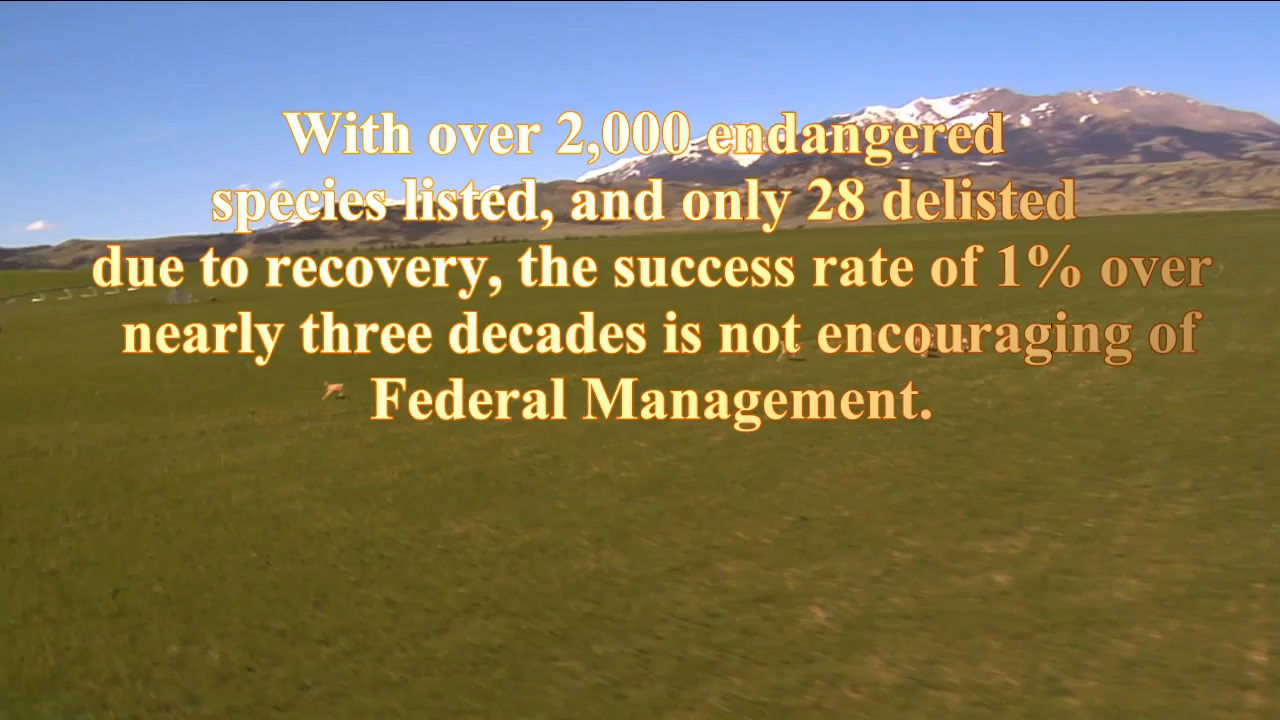 With over 2,000 endangered
species listed, and only 28 delisted
due to recovery, the success rate of 1% over
nearly three decades is not encouraging of
Federal Management.